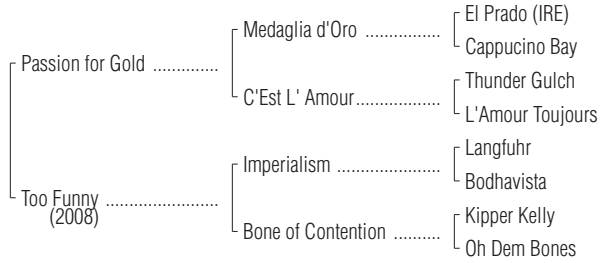 El Prado (IRE)
Medaglia d'Oro .................
Cappucino Bay
Passion for Gold ..............
Thunder Gulch
C'Est L' Amour...................
L'Amour Toujours
Langfuhr
Imperialism .......................
Bodhavista
Too Funny .........................
(2008)
Kipper Kelly
Bone of Contention ..........
Oh Dem Bones